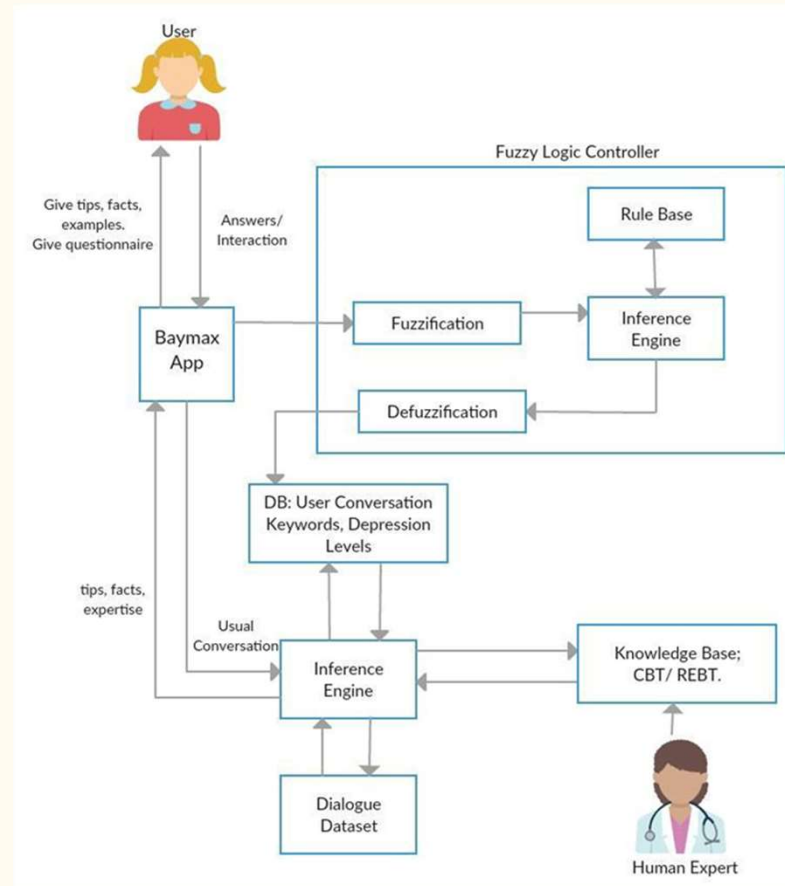 User
Fuzzy Logic Controller
Give tips, facts,
examples.
Give questionnaire
Answers/
Interaction
Rule Base
Baymax
App
Fuzzification
Inference
Engine
Defuzzification
DB: User Conversation
Keywords, Depression
Levels
tips, facts,
expertise
Usual
Conversation
Inference
Engine
Knowledge Base;
CBT/ REBT.
Dialogue
Dataset
Human Expert